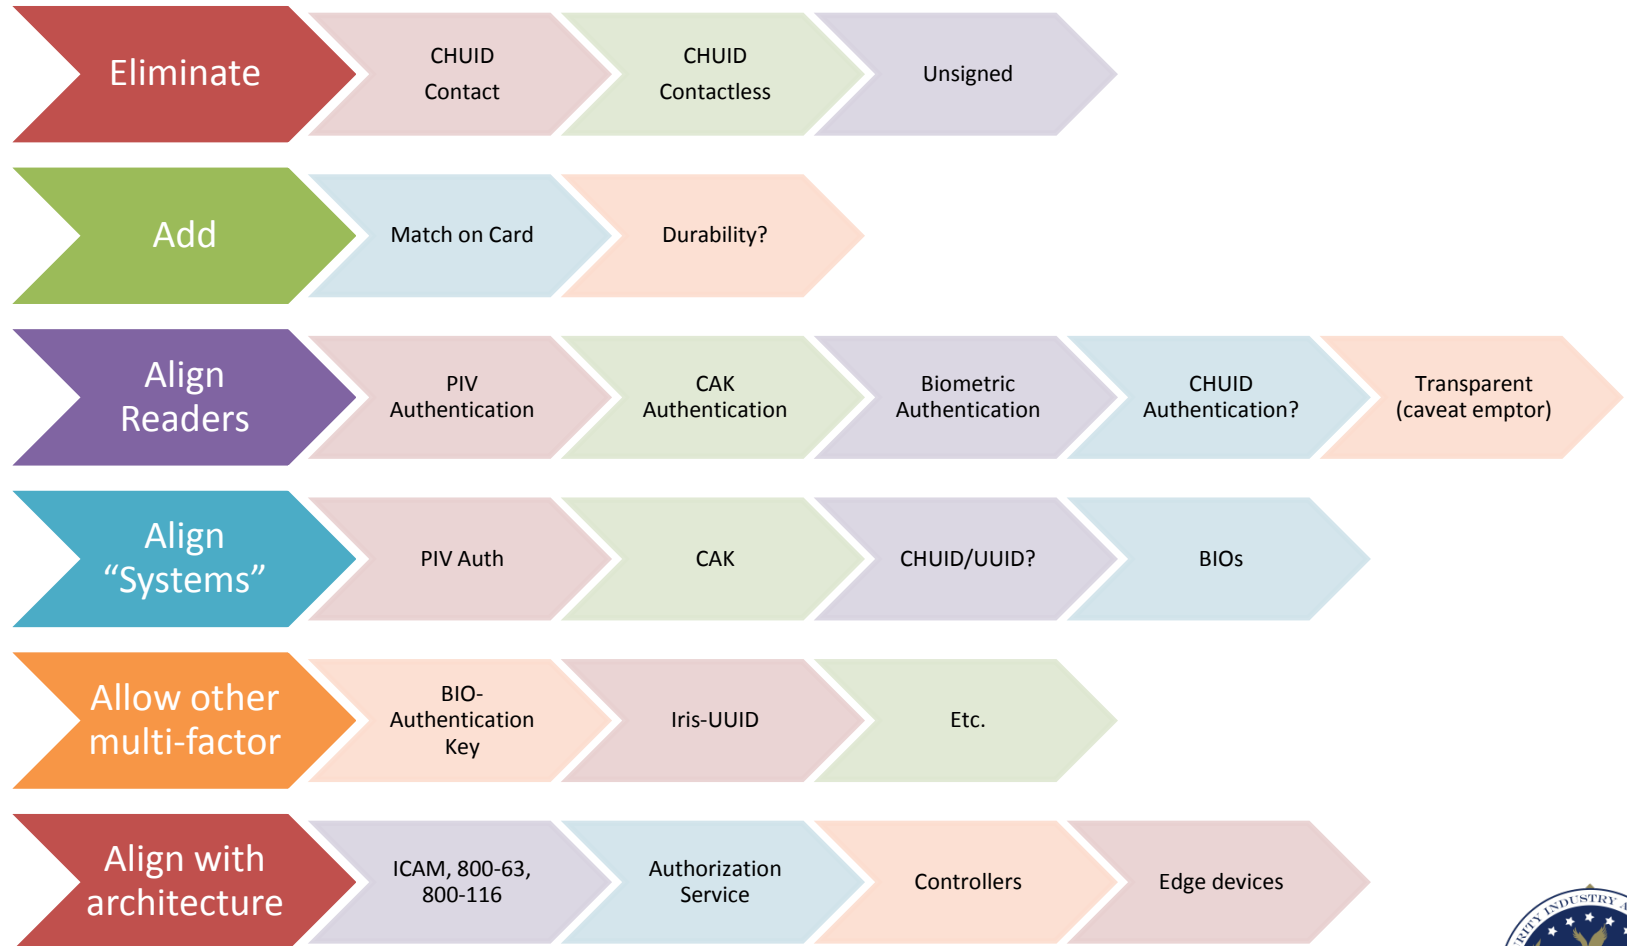 Eliminate
CHUID
Contact
CHUID
Contactless
Unsigned
Add
Match on Card
Durability?
Align
Readers
PIV
Authentication
CAK
Authentication
Biometric
Authentication
CHUID
Authentication?
Transparent
(caveat emptor)
Align
“Systems”
PIV Auth
CAK
CHUID/UUID?
BIOs
Allow other
multi-factor
BIO-
Authentication
Key
Iris-UUID
Etc.
Align with
architecture
ICAM, 800-63,
800-116
Authorization
Service
Controllers
Edge devices
INDUSTRY